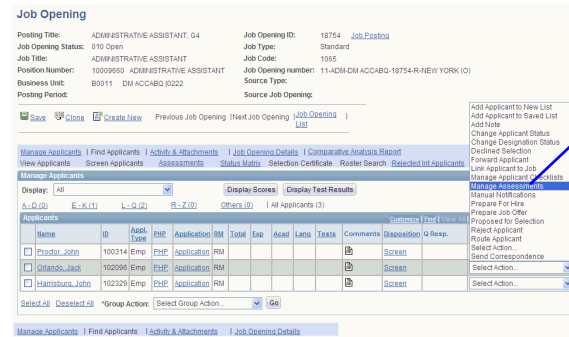 Job Opening
Posting Title: ADMINISTRATIVE ASSISTANT, G4 Job Opening ID: 18754 Job Posting
Job Opening Status: 010 Open Job Type: Standard
Job Title: ADMINISTRATIVE ASSISTANT Job Code: 1065
Position Number: 10009650 ADMINISTRATIVE ASSISTANT Job Opening number: 11-ADM-DM ACCABQ-18754-R-NEW YORK (O)
Business Unit: B0011 DM ACCABQ |0222 Source Type:
Posting Period: Source Job Opening:
Save Clone Create New Previous Job Opening |Next Job Opening |Job Opening List |
Manage Applicants | Find Applicants | Activity & Attachments | Job Opening Details | Comparative Analysis Report
View Applicants Screen Applicants Assessments Status Matrix Selection Certificate Roster Search Rejected Int Applicants
Manage Applicants
Display: All Display Scores Display Test Results
A - D (0) E - K (1) L - Q (2) R - Z (0) Others (0) | All Applicants (3)
Applicants Customize | Find | View All
Name ID Appl. Type PHP Application RM Total Exp Acad Lang Tests Comments Disposition Q Resp.
Proctor, John 100314 Emp PHP Application RM Screen
Orlando, Jack 102096 Emp PHP Application RM Screen Select Action...
Harrisburg, John 102329 Emp PHP Application RM Screen Select Action...
Select All Deselect All *Group Action: Select Group Action... Go
Manage Applicants | Find Applicants | Activity & Attachments | Job Opening Details
Add Applicant to New List
Add Applicant to Saved List
Add Note
Change Applicant Status
Change Designation Status
Declined Selection
Forward Applicant
Link Applicant to Job
Manage Applicant Checklists
Manage Assessments
Manual Notifications
Prepare For Hire
Prepare Job Offer
Proposed for Selection
Reject Applicant
Route Applicant
Select Action...
Send Correspondence